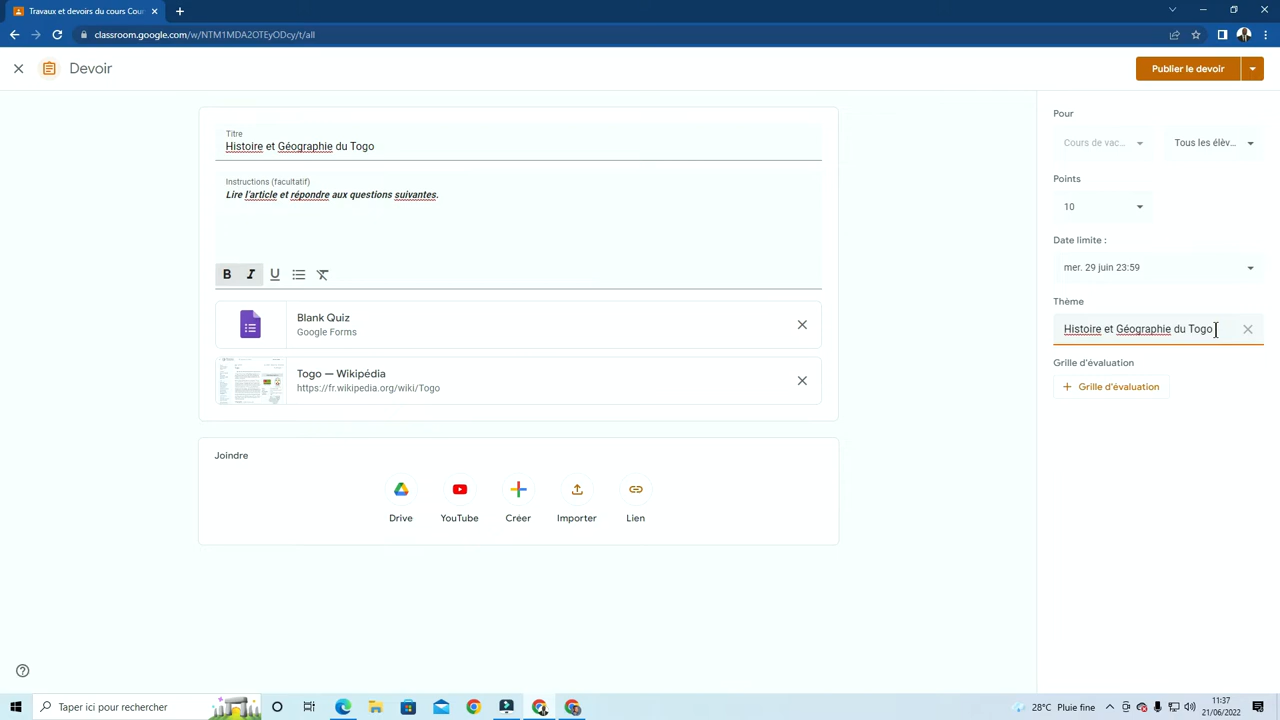 Travaux et devoirs du cours Cou
classroom.google.com/w/NTM1MDA2OTEyODcy/t/all
Devoir
Publier le devoir
Titre
Histoire et Géographie du Togo
Instructions (facultatif)
Lire l'article et répondre aux questions suivantes.
B I U
Blank Quiz
Google Forms
Togo — Wikipédia
https://fr.wikipedia.org/wiki/Togo
Joindre
Drive
YouTube
Créer
Importer
Lien
Pour
Cours de vac...
Tous les élèv...
Points
10
Date limite :
mer. 29 juin 23:59
Thème
Histoire et Géographie du Togo
Grille d'évaluation
+ Grille d'évaluation
Taper ici pour rechercher
28°C Pluie fine
11:37
21/06/2022